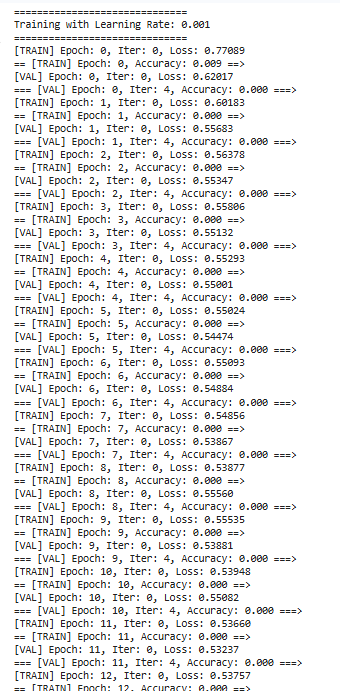 ==============================
Training with Learning Rate: 0.001
==============================
[TRAIN] Epoch: 0, Iter: 0, Loss: 0.77089
== [TRAIN] Epoch: 0, Accuracy: 0.009 ==>
[VAL] Epoch: 0, Iter: 0, Loss: 0.62017
=== [VAL] Epoch: 0, Iter: 4, Accuracy: 0.000 ===>
[TRAIN] Epoch: 1, Iter: 0, Loss: 0.60183
== [TRAIN] Epoch: 1, Accuracy: 0.000 ==>
[VAL] Epoch: 1, Iter: 0, Loss: 0.55683
=== [VAL] Epoch: 1, Iter: 4, Accuracy: 0.000 ===>
[TRAIN] Epoch: 2, Iter: 0, Loss: 0.56378
== [TRAIN] Epoch: 2, Accuracy: 0.000 ==>
[VAL] Epoch: 2, Iter: 0, Loss: 0.55347
=== [VAL] Epoch: 2, Iter: 4, Accuracy: 0.000 ===>
[TRAIN] Epoch: 3, Iter: 0, Loss: 0.55806
== [TRAIN] Epoch: 3, Accuracy: 0.000 ==>
[VAL] Epoch: 3, Iter: 0, Loss: 0.55132
=== [VAL] Epoch: 3, Iter: 4, Accuracy: 0.000 ===>
[TRAIN] Epoch: 4, Iter: 0, Loss: 0.55293
== [TRAIN] Epoch: 4, Accuracy: 0.000 ==>
[VAL] Epoch: 4, Iter: 0, Loss: 0.55001
=== [VAL] Epoch: 4, Iter: 4, Accuracy: 0.000 ===>
[TRAIN] Epoch: 5, Iter: 0, Loss: 0.55024
== [TRAIN] Epoch: 5, Accuracy: 0.000 ==>
[VAL] Epoch: 5, Iter: 0, Loss: 0.54474
=== [VAL] Epoch: 5, Iter: 4, Accuracy: 0.000 ===>
[TRAIN] Epoch: 6, Iter: 0, Loss: 0.55093
== [TRAIN] Epoch: 6, Accuracy: 0.000 ==>
[VAL] Epoch: 6, Iter: 0, Loss: 0.54884
=== [VAL] Epoch: 6, Iter: 4, Accuracy: 0.000 ===>
[TRAIN] Epoch: 7, Iter: 0, Loss: 0.54856
== [TRAIN] Epoch: 7, Accuracy: 0.000 ==>
[VAL] Epoch: 7, Iter: 0, Loss: 0.53867
=== [VAL] Epoch: 7, Iter: 4, Accuracy: 0.000 ===>
[TRAIN] Epoch: 8, Iter: 0, Loss: 0.53877
== [TRAIN] Epoch: 8, Accuracy: 0.000 ==>
[VAL] Epoch: 8, Iter: 0, Loss: 0.55560
=== [VAL] Epoch: 8, Iter: 4, Accuracy: 0.000 ===>
[TRAIN] Epoch: 9, Iter: 0, Loss: 0.55535
== [TRAIN] Epoch: 9, Accuracy: 0.000 ==>
[VAL] Epoch: 9, Iter: 0, Loss: 0.53881
=== [VAL] Epoch: 9, Iter: 4, Accuracy: 0.000 ===>
[TRAIN] Epoch: 10, Iter: 0, Loss: 0.53948
== [TRAIN] Epoch: 10, Accuracy: 0.000 ==>
[VAL] Epoch: 10, Iter: 0, Loss: 0.55082
=== [VAL] Epoch: 10, Iter: 4, Accuracy: 0.000 ===>
[TRAIN] Epoch: 11, Iter: 0, Loss: 0.53660
== [TRAIN] Epoch: 11, Accuracy: 0.000 ==>
[VAL] Epoch: 11, Iter: 0, Loss: 0.53237
=== [VAL] Epoch: 11, Iter: 4, Accuracy: 0.000 ===>
[TRAIN] Epoch: 12, Iter: 0, Loss: 0.53757
== [TRAIN] Epoch: 12, Accuracy: 0.000 ==>